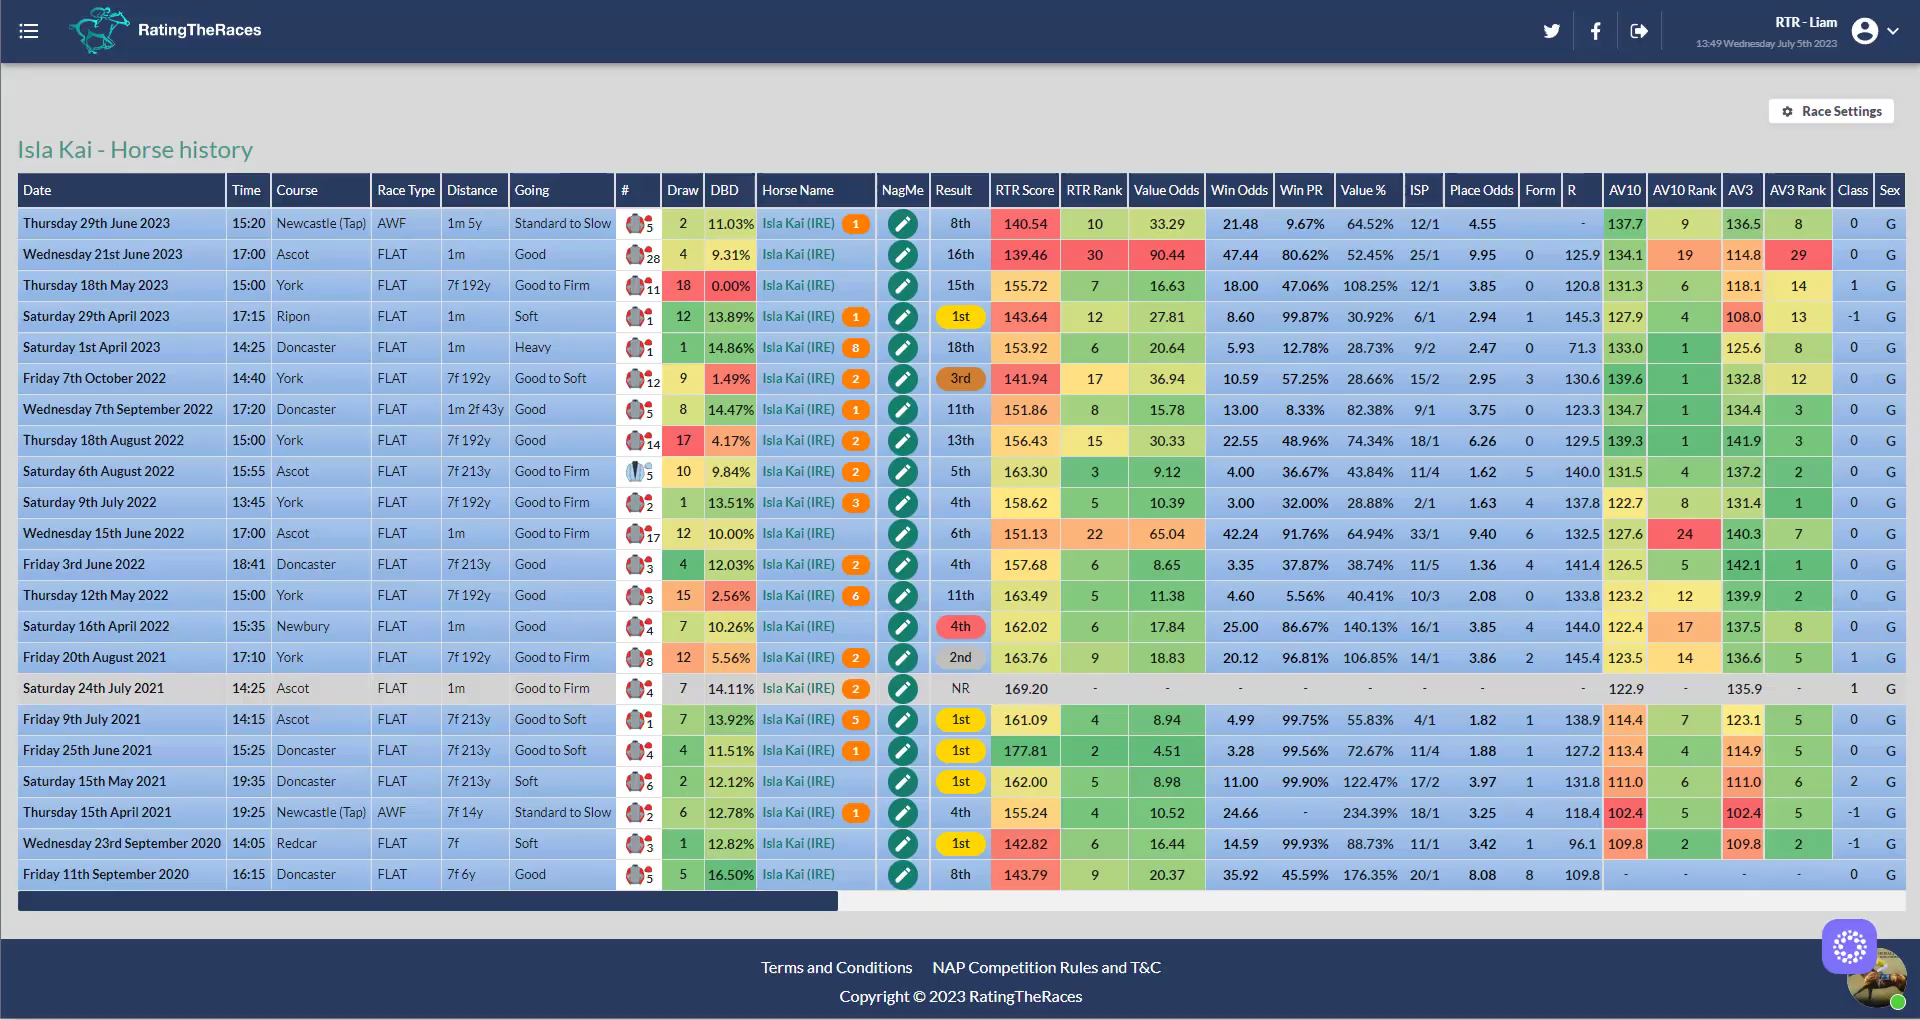 RatingTheRaces
RTR - Liam
13:49 Wednesday July 5th 2023
Race Settings
Isla Kai - Horse history
Date Time Course Race Type Distance Going # Draw DBD Horse Name NagMe Result RTR Score RTR Rank Value Odds Win Odds Win PR Value % ISP Place Odds Form R AV10 AV10 Rank AV3 AV3 Rank Class Sex
Thursday 29th June 2023 15:20 Newcastle (Tap) AWF 1m 5y Standard to Slow 5 2 11.03% Isla Kai (IRE) 1 8th 140.54 10 33.29 21.48 9.67% 64.52% 12/1 4.55 - 137.7 9 136.5 8 0 G
Wednesday 21st June 2023 17:00 Ascot FLAT 1m Good 28 4 9.31% Isla Kai (IRE) 16th 139.46 30 90.44 47.44 80.62% 52.45% 25/1 9.95 0 125.9 134.1 19 114.8 29 0 G
Thursday 18th May 2023 15:00 York FLAT 7f 192y Good to Firm 11 18 0.00% Isla Kai (IRE) 15th 155.72 7 16.63 18.00 47.06% 108.25% 12/1 3.85 0 120.8 131.3 6 118.1 14 1 G
Saturday 29th April 2023 17:15 Ripon FLAT 1m Soft 1 12 13.89% Isla Kai (IRE) 1 1st 143.64 12 27.81 8.60 99.87% 30.92% 6/1 2.94 1 145.3 127.9 4 108.0 13 -1 G
Saturday 1st April 2023 14:25 Doncaster FLAT 1m Heavy 1 1 14.86% Isla Kai (IRE) 8 18th 153.92 6 20.64 5.93 12.78% 28.73% 9/2 2.47 0 71.3 133.0 1 125.6 8 0 G
Friday 7th October 2022 14:40 York FLAT 7f 192y Good to Soft 12 9 1.49% Isla Kai (IRE) 2 3rd 141.94 17 36.94 10.59 57.25% 28.66% 15/2 2.95 3 130.6 139.6 1 132.8 12 0 G
Wednesday 7th September 2022 17:20 Doncaster FLAT 1m 2f 43y Good 5 8 14.47% Isla Kai (IRE) 1 11th 151.86 8 15.78 13.00 8.33% 82.38% 9/1 3.75 0 123.3 134.7 1 134.4 3 0 G
Thursday 18th August 2022 15:00 York FLAT 7f 192y Good 14 17 4.17% Isla Kai (IRE) 2 13th 156.43 15 30.33 22.55 48.96% 74.34% 18/1 6.26 0 129.5 139.3 1 141.9 3 0 G
Saturday 6th August 2022 15:55 Ascot FLAT 7f 213y Good to Firm 5 10 9.84% Isla Kai (IRE) 2 5th 163.30 3 9.12 4.00 36.67% 43.84% 11/4 1.62 5 140.0 131.5 4 137.2 2 0 G
Saturday 9th July 2022 13:45 York FLAT 7f 192y Good to Firm 2 1 13.51% Isla Kai (IRE) 3 4th 158.62 5 10.39 3.00 32.00% 28.88% 2/1 1.63 4 137.8 122.7 8 131.4 1 0 G
Wednesday 15th June 2022 17:00 Ascot FLAT 1m Good to Firm 17 12 10.00% Isla Kai (IRE) 6th 151.13 22 65.04 42.24 91.76% 64.94% 33/1 9.40 6 132.5 127.6 24 140.3 7 0 G
Friday 3rd June 2022 18:41 Doncaster FLAT 7f 213y Good 3 4 12.03% Isla Kai (IRE) 2 4th 157.68 6 8.65 3.35 37.87% 38.74% 11/5 1.36 4 141.4 126.5 5 142.1 1 0 G
Thursday 12th May 2022 15:00 York FLAT 7f 192y Good 3 15 2.56% Isla Kai (IRE) 6 11th 163.49 5 11.38 4.60 5.56% 40.41% 10/3 2.08 0 133.8 123.2 12 139.9 2 0 G
Saturday 16th April 2022 15:35 Newbury FLAT 1m Good 4 7 10.26% Isla Kai (IRE) 4th 162.02 6 17.84 25.00 86.67% 140.13% 16/1 3.85 4 144.0 122.4 17 137.5 8 0 G
Friday 20th August 2021 17:10 York FLAT 7f 192y Good to Firm 8 12 5.56% Isla Kai (IRE) 2 2nd 163.76 9 18.83 20.12 96.81% 106.85% 14/1 3.86 2 145.4 123.5 14 136.6 5 1 G
Saturday 24th July 2021 14:25 Ascot FLAT 1m Good to Firm 4 7 14.11% Isla Kai (IRE) 2 NR 169.20 - - - - - - - - - 122.9 - 135.9 - 1 G
Friday 9th July 2021 14:15 Ascot FLAT 7f 213y Good to Soft 1 7 13.92% Isla Kai (IRE) 5 1st 161.09 4 8.94 4.99 99.75% 55.83% 4/1 1.82 1 138.9 114.4 7 123.1 5 0 G
Friday 25th June 2021 15:25 Doncaster FLAT 7f 213y Good to Soft 4 4 11.51% Isla Kai (IRE) 1 1st 177.81 2 4.51 3.28 99.56% 72.67% 11/4 1.88 1 127.2 113.4 4 114.9 5 0 G
Saturday 15th May 2021 19:35 Doncaster FLAT 7f 213y Soft 6 2 12.12% Isla Kai (IRE) 1st 162.00 5 8.98 11.00 99.90% 122.47% 17/2 3.97 1 131.8 111.0 6 111.0 6 2 G
Thursday 15th April 2021 19:25 Newcastle (Tap) AWF 7f 14y Standard to Slow 2 6 12.78% Isla Kai (IRE) 1 4th 155.24 4 10.52 24.66 - 234.39% 18/1 3.25 4 118.4 102.4 5 102.4 5 -1 G
Wednesday 23rd September 2020 14:05 Redcar FLAT 7f Soft 3 1 12.82% Isla Kai (IRE) 1st 142.82 6 16.44 14.59 99.93% 88.73% 11/1 3.42 1 96.1 109.8 2 109.8 2 -1 G
Friday 11th September 2020 16:15 Doncaster FLAT 7f 6y Good 5 5 16.50% Isla Kai (IRE) 8th 143.79 9 20.37 35.92 45.59% 176.35% 20/1 8.08 8 109.8 - - - - 0 G
Terms and Conditions NAP Competition Rules and T&C
Copyright © 2023 RatingTheRaces